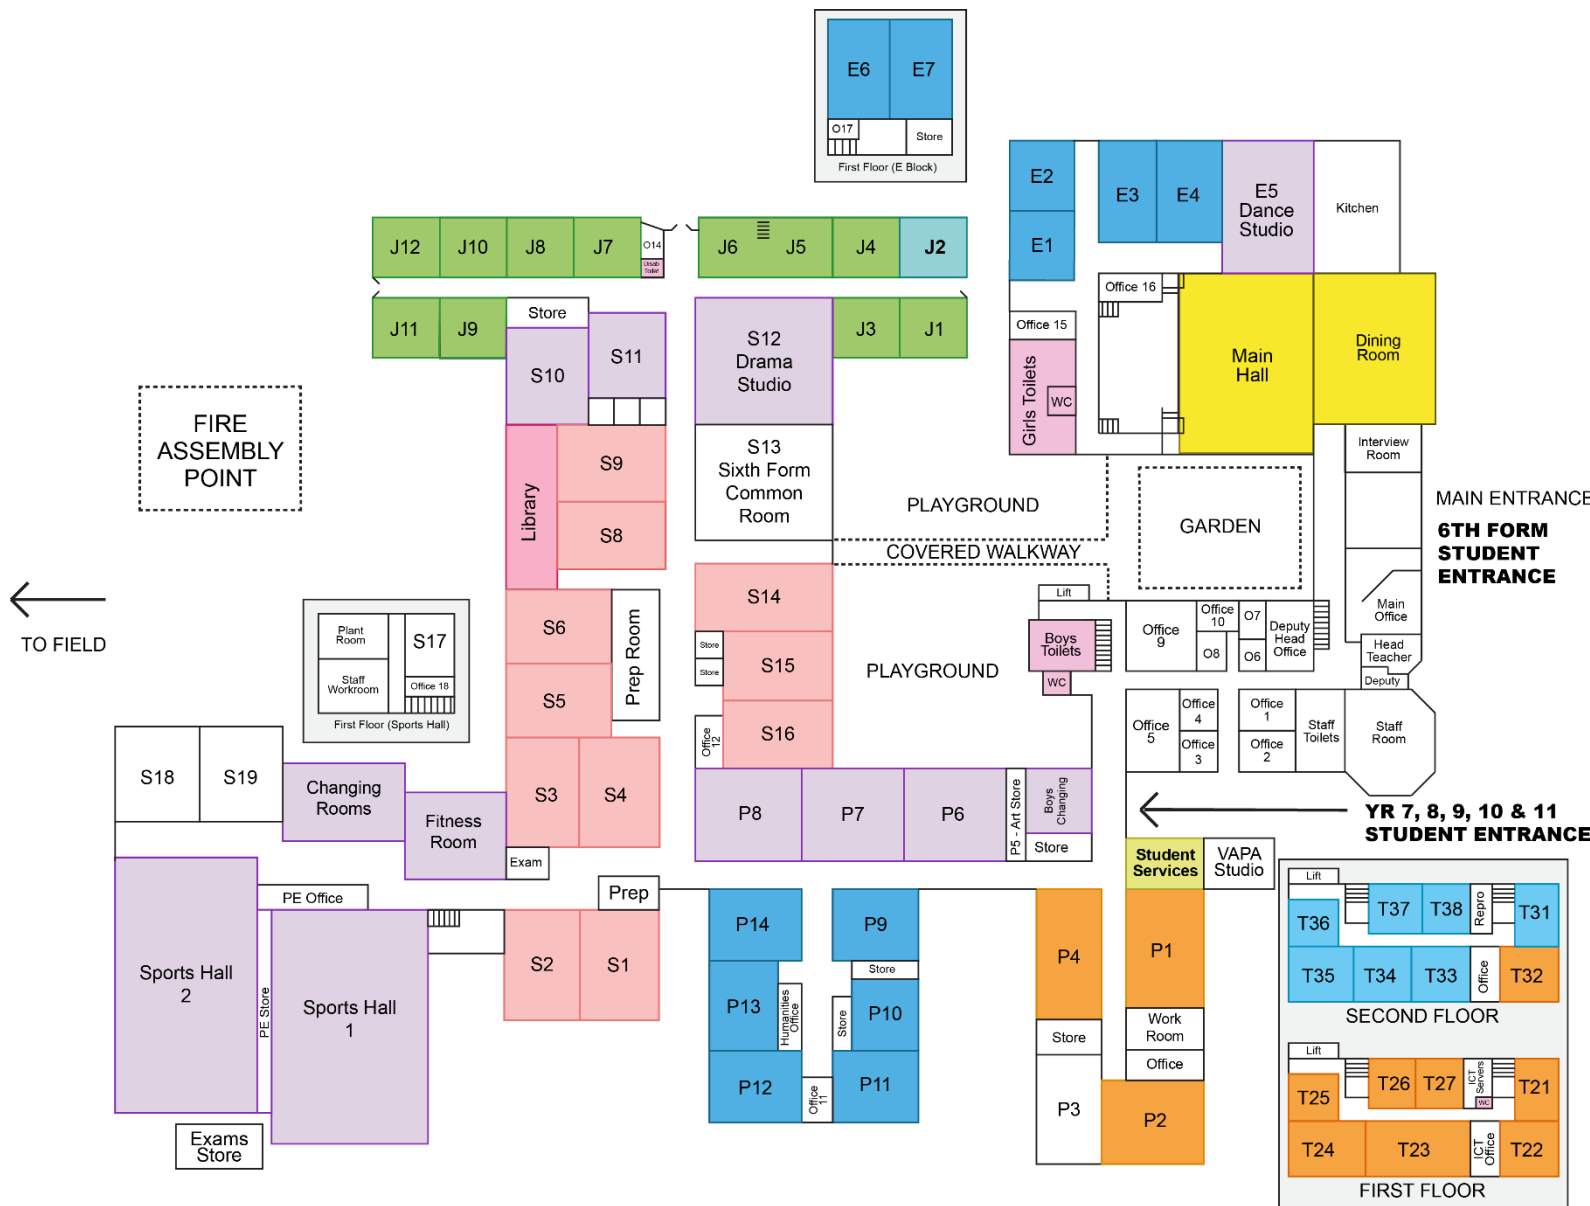 E6
E7
O17
Store
First Floor (E Block)
E2
E3
E4
E5
Dance
Studio
Kitchen
E1
J12
J10
J8
J7
O14
Disab
Toilet
J6
J5
J4
J2
Office 16
Store
J11
J9
S10
S11
S12
Drama
Studio
J3
J1
Office 15
Girls Toilets
WC
Main
Hall
Dining
Room
FIRE
ASSEMBLY
POINT
Library
S9
S8
S13
Sixth Form
Common
Room
PLAYGROUND
COVERED WALKWAY
GARDEN
Interview
Room
MAIN ENTRANCE
6TH FORM
STUDENT
ENTRANCE
TO FIELD
Plant
Room
Staff
Workroom
S17
Office 18
First Floor (Sports Hall)
S6
S5
Prep Room
S14
Store
Store
S15
Office 12
S16
PLAYGROUND
Lift
Boys
Toilets
WC
Office
9
Office
10
O8
O7
O6
Deputy
Head
Office
Main
Office
Head
Teacher
Deputy
Office
5
Office
4
Office
3
Office
1
Office
2
Staff
Toilets
Staff
Room
S18
S19
Changing
Rooms
Fitness
Room
S3
S4
Exam
P8
P7
P6
P5 - Art Store
Boys
Changing
Store
YR 7, 8, 9, 10 & 11
STUDENT ENTRANCE
Student
Services
VAPA
Studio
PE Office
Prep
Sports Hall
2
PE Store
Sports Hall
1
S2
S1
Exams
Store
P14
P9
Store
P13
Humanities
Office
Store
P10
P12
Office
11
P11
P4
P1
Store
Work
Room
Office
P3
P2
Lift
T36
T37
T38
Repro
T31
T35
T34
T33
Office
T32
SECOND FLOOR
Lift
T25
T26
T27
ICT
Servers
WC
T21
T24
T23
ICT
Office
T22
FIRST FLOOR